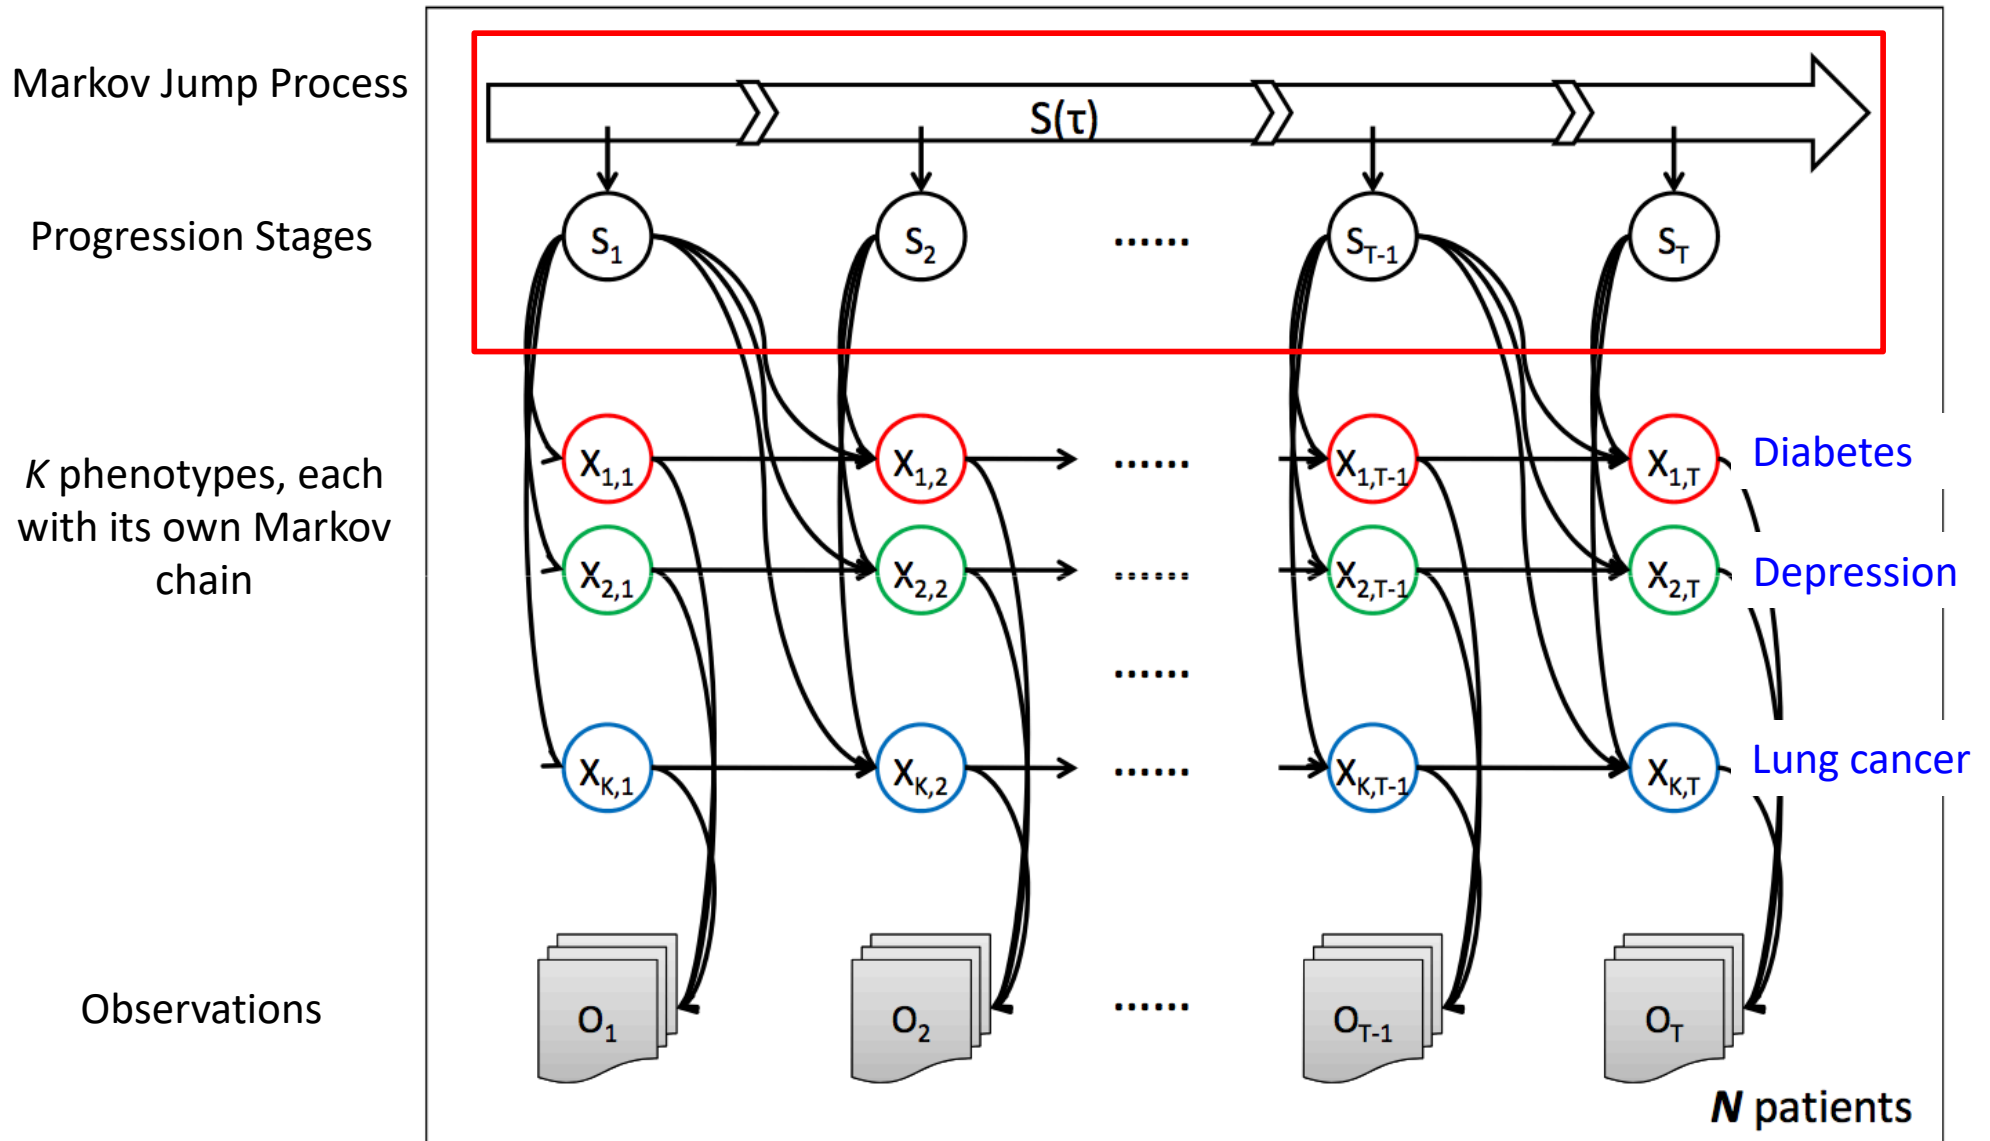 Markov Jump Process
S(τ)
Progression Stages
S1 S2 ...... ST-1 ST
K phenotypes, each
with its own Markov
chain
X1,1 X1,2 ...... X1,T-1 X1,T Diabetes
X2,1 X2,2 ...... X2,T-1 X2,T Depression
......
XK,1 XK,2 ...... XK,T-1 XK,T Lung cancer
Observations
O1 O2 ...... OT-1 OT
N patients